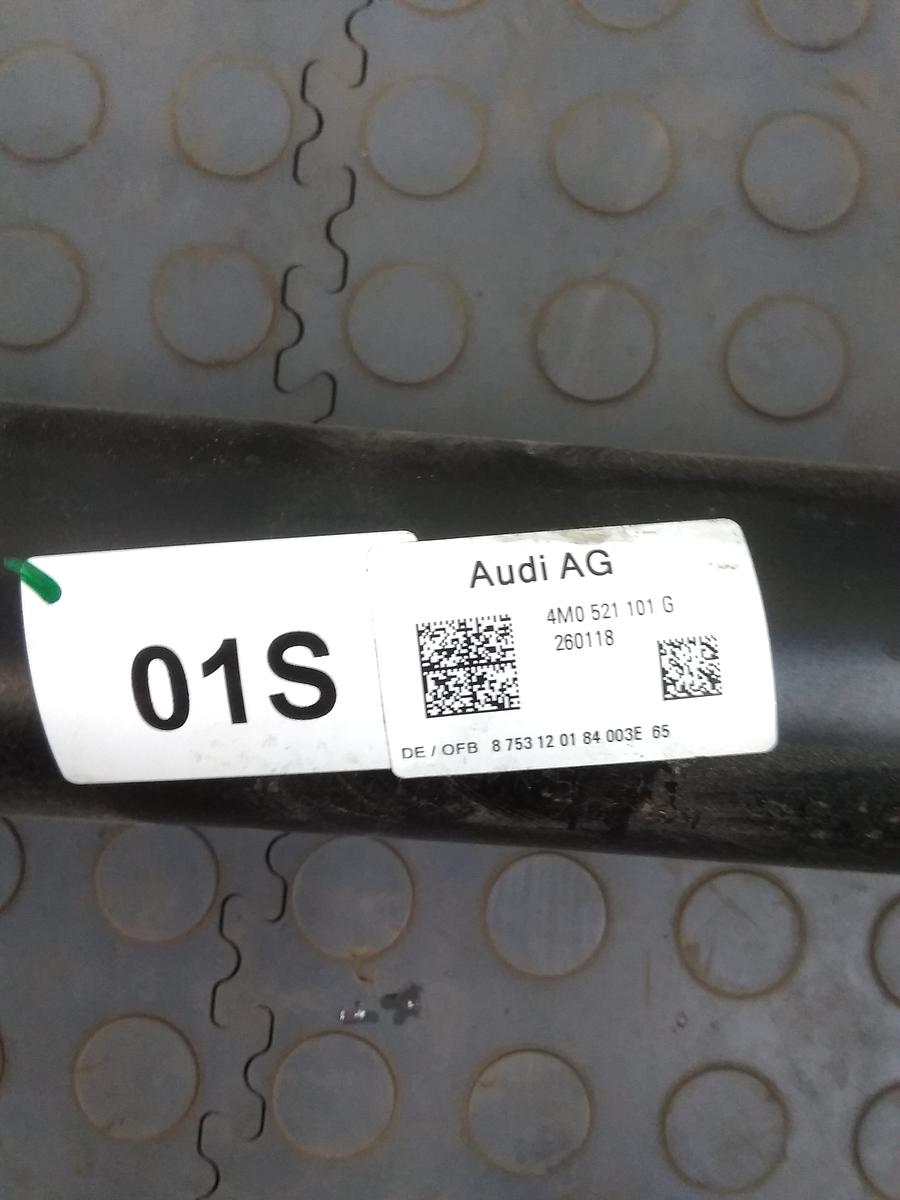 01S
Audi AG
4M0 521 101 G
260118
DE / OFB 8 753 12 01 84 003E 65